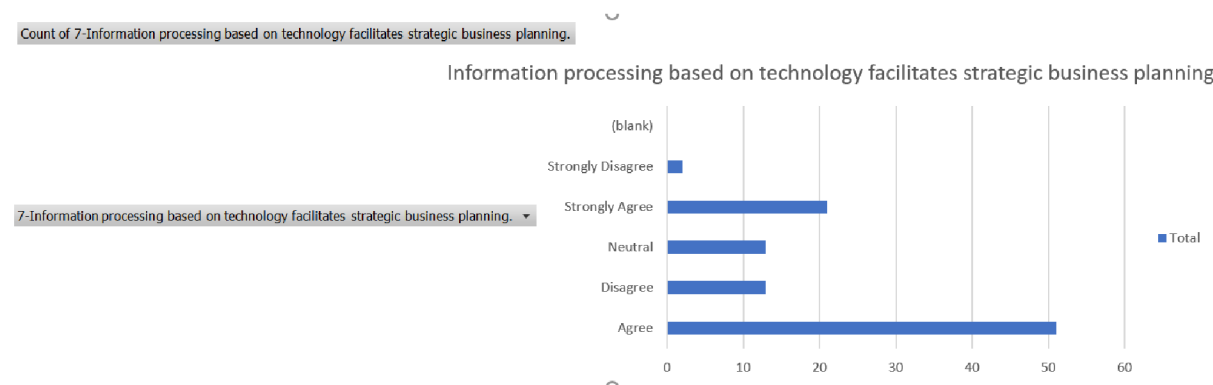 Count of 7-Information processing based on technology facilitates strategic business planning.
Information processing based on technology facilitates strategic business planning
(blank)
Strongly Disagree
Strongly Agree
7-Information processing based on technology facilitates strategic business planning.
Neutral
Total
Disagree
Agree
0 10 20 30 40 50 60